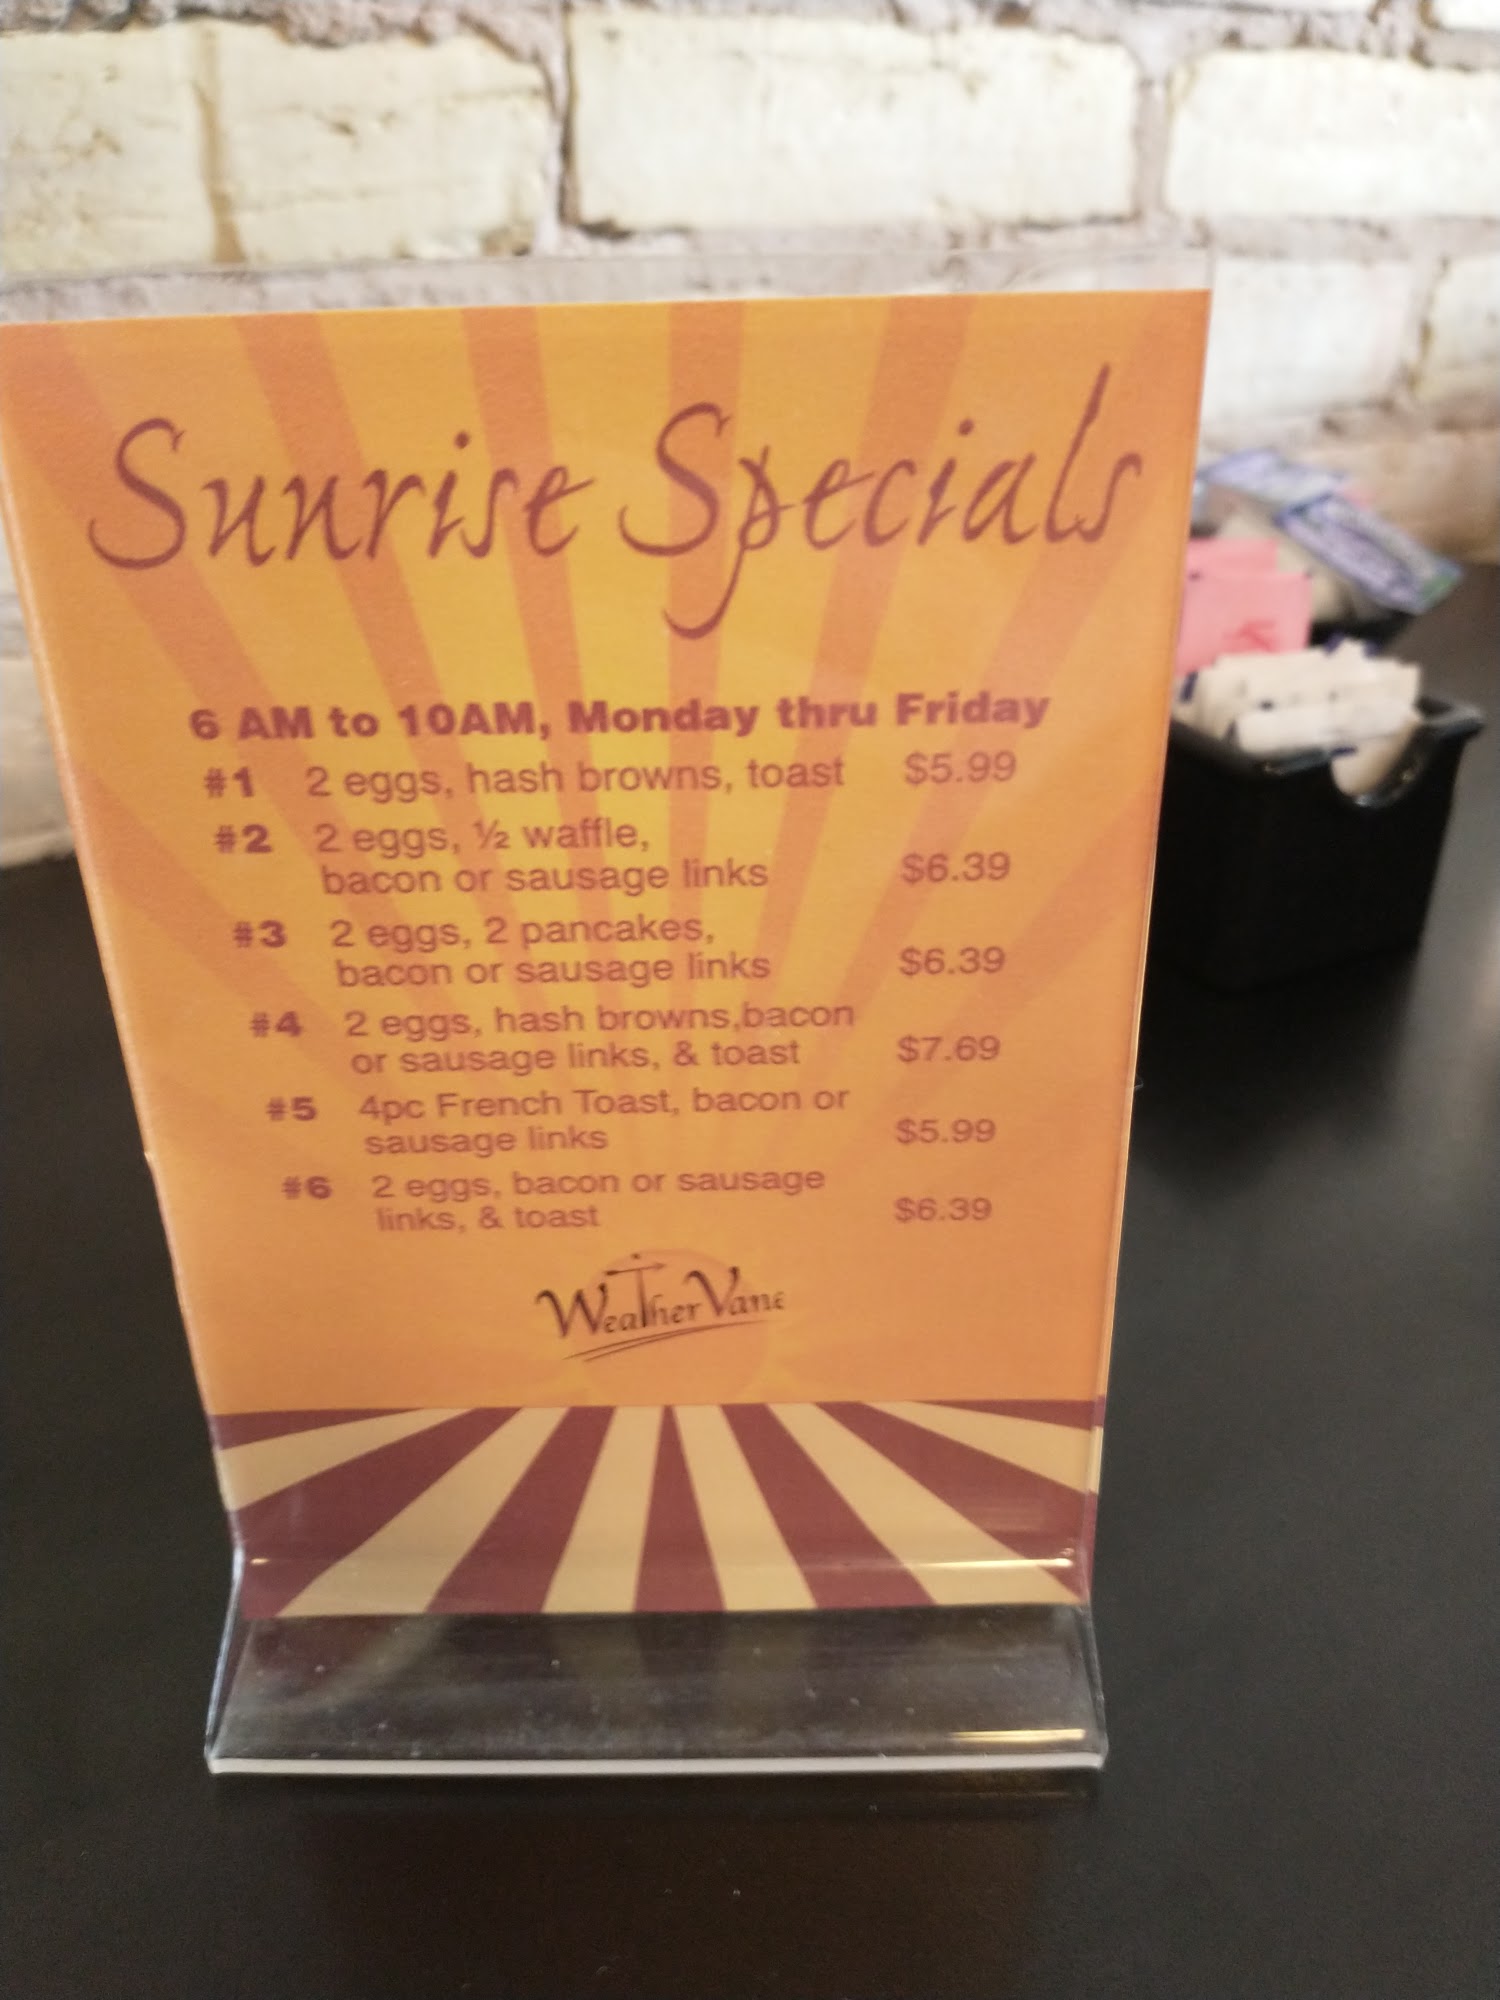 Sunrise Specials
6 AM to 10AM, Monday thru Friday
#1 2 eggs, hash browns, toast $5.99
#2 2 eggs, ½ waffle,
bacon or sausage links $6.39
#3 2 eggs, 2 pancakes,
bacon or sausage links $6.39
#4 2 eggs, hash browns,bacon
or sausage links, & toast $7.69
#5 4pc French Toast, bacon or
sausage links $5.99
#6 2 eggs, bacon or sausage
links, & toast $6.39
WeatherVane